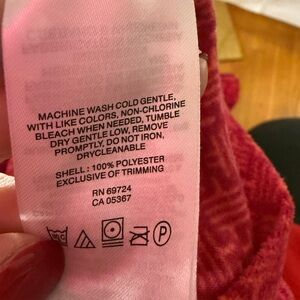 MACHINE WASH COLD GENTLE,
WITH LIKE COLORS, NON-CHLORINE
BLEACH WHEN NEEDED, TUMBLE
DRY GENTLE LOW, REMOVE
PROMPTLY, DO NOT IRON,
DRYCLEANABLE
SHELL : 100% POLYESTER
EXCLUSIVE OF TRIMMING
RN 69724
CA 05367